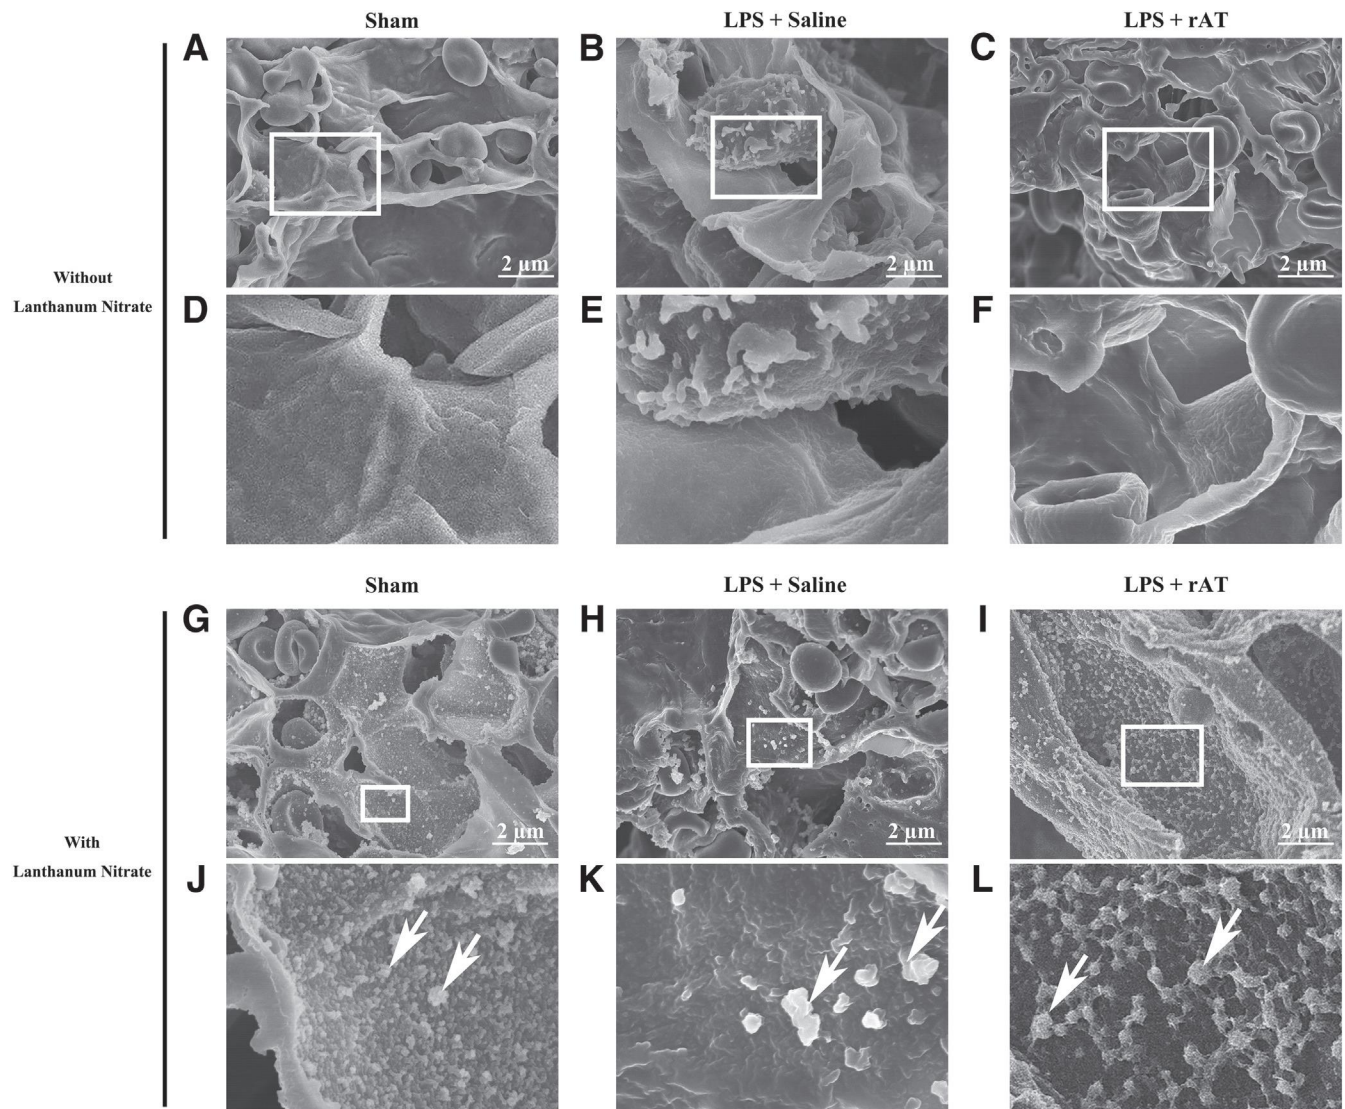 Sham
LPS + Saline
LPS + rAT
A
B
C
2 µm
2 µm
2 µm
Without
Lanthanum Nitrate
D
E
F
Sham
LPS + Saline
LPS + rAT
G
H
I
2 µm
2 µm
2 µm
With
Lanthanum Nitrate
J
K
L